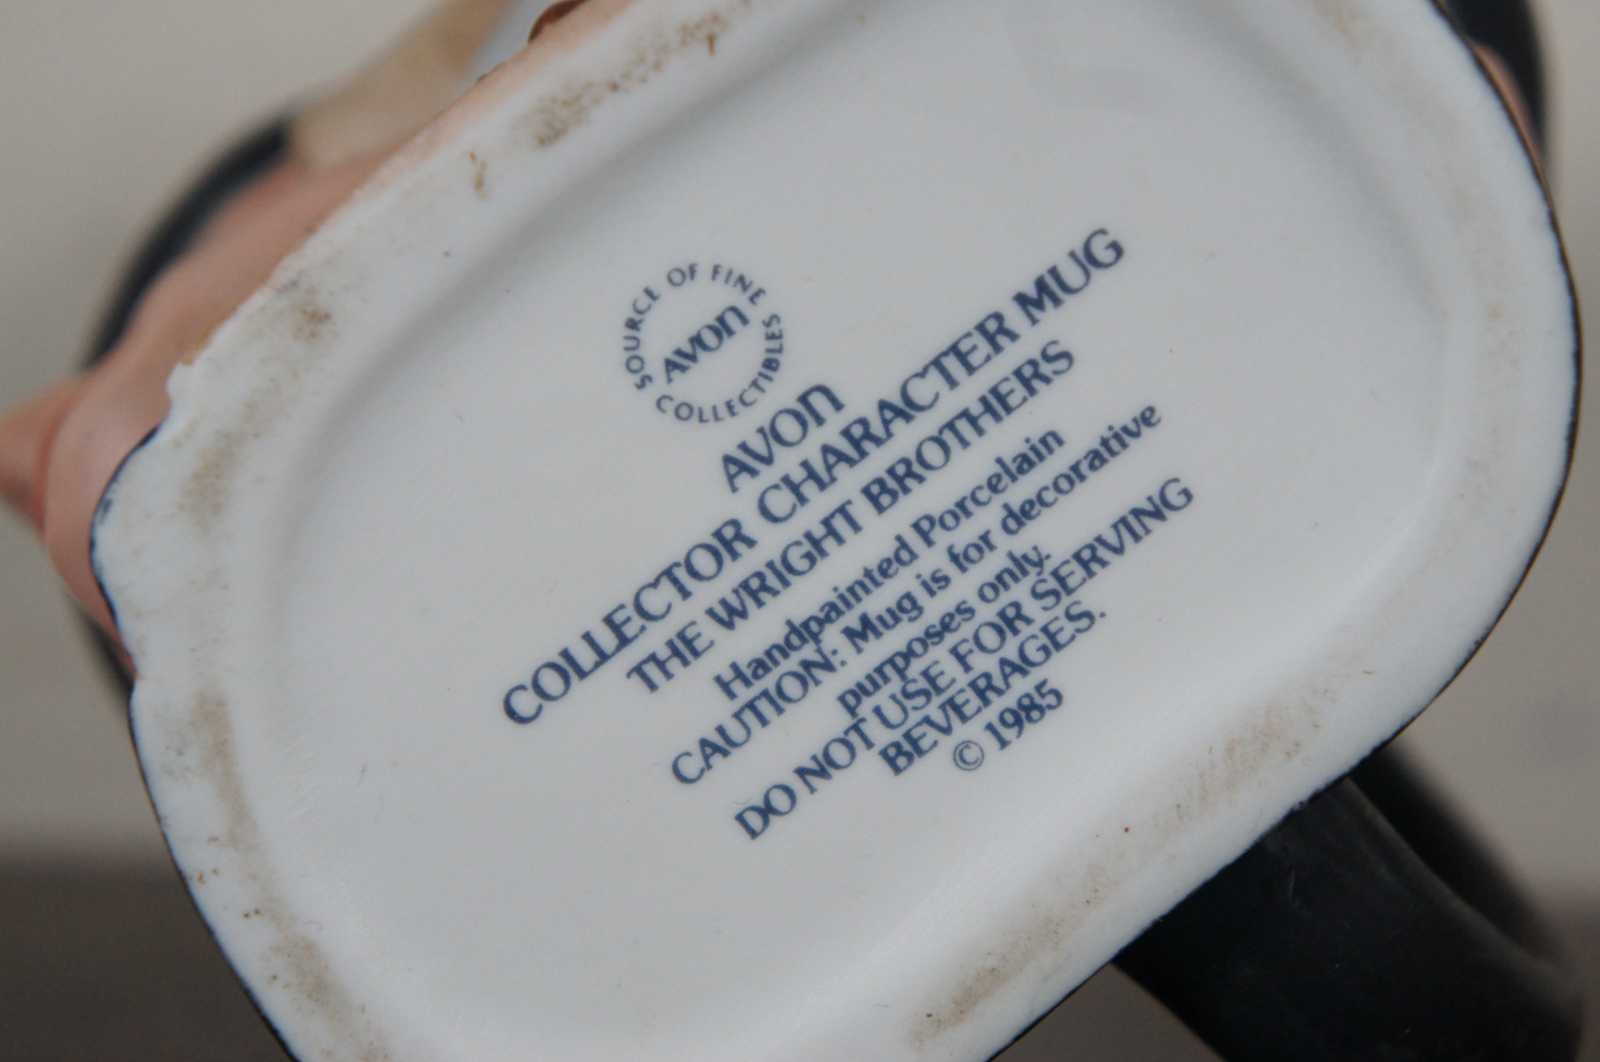 SOURCE OF FINE COLLECTIBLES
AVON
AVON
COLLECTOR CHARACTER MUG
THE WRIGHT BROTHERS
Handpainted Porcelain
CAUTION: Mug is for decorative
purposes only.
DO NOT USE FOR SERVING
BEVERAGES.
© 1985